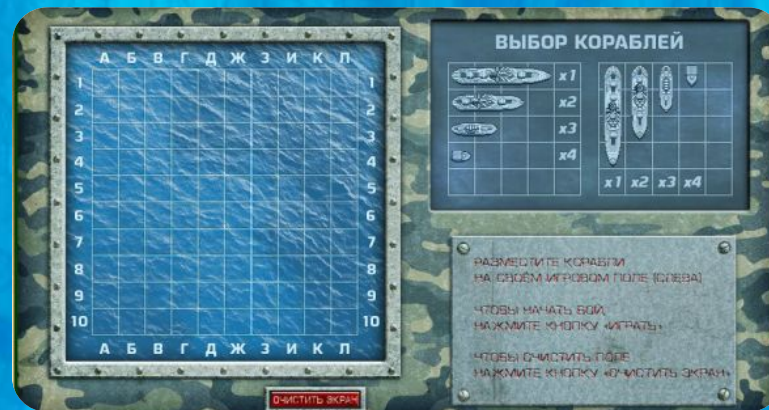 А Б В Г Д Ж З И К Л
1 1
2 2
3 3
4 4
5 5
6 6
7 7
8 8
9 9
10 10
А Б В Г Д Ж З И К Л
ОЧИСТИТЬ ЭКРАН
ВЫБОР КОРАБЛЕЙ
x1
x2
x3
x4
x1 x2 x3 x4
РАЗМЕСТИТЕ КОРАБЛИ
НА СВОЁМ ИГРОВОМ ПОЛЕ (СЛЕВА)
ЧТОБЫ НАЧАТЬ БОЙ,
НАЖМИТЕ КНОПКУ «ИГРАТЬ»
ЧТОБЫ ОЧИСТИТЬ ПОЛЕ
НАЖМИТЕ КНОПКУ «ОЧИСТИТЬ ЭКРАН»